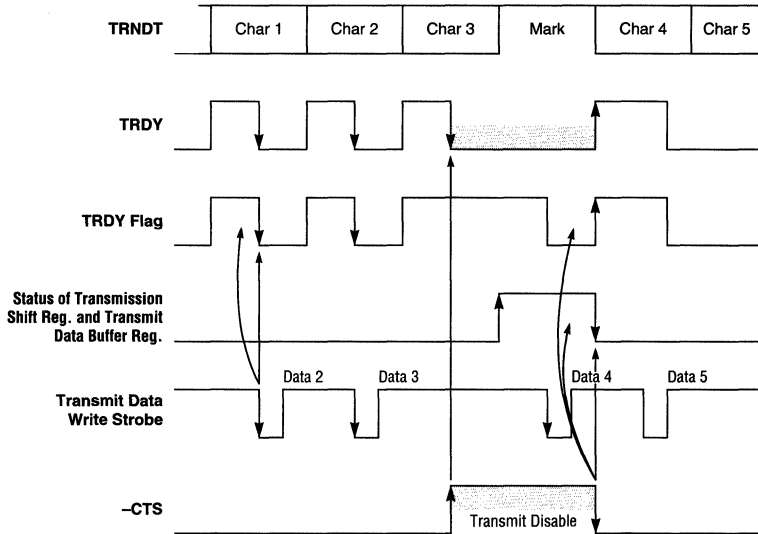 TRNDT
Char 1
Char 2
Char 3
Mark
Char 4
Char 5
TRDY
TRDY Flag
Status of Transmission
Shift Reg. and Transmit
Data Buffer Reg.
Data 2
Data 3
Data 4
Data 5
Transmit Data
Write Strobe
–CTS
Transmit Disable